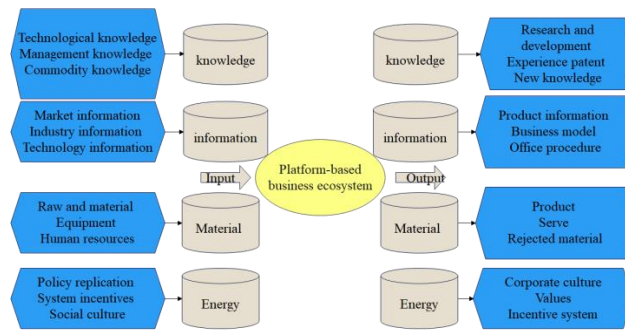 Technological knowledge
Management knowledge
Commodity knowledge
knowledge
knowledge
Research and
development
Experience patent
New knowledge
Market information
Industry information
Technology information
information
information
Product information
Business model
Office procedure
Input
Platform-based
business ecosystem
Output
Raw and material
Equipment
Human resources
Material
Material
Product
Serve
Rejected material
Policy replication
System incentives
Social culture
Energy
Energy
Corporate culture
Values
Incentive system